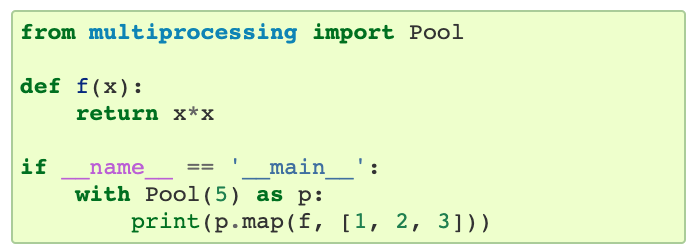 from multiprocessing import Pool

def f(x):
    return x*x

if __name__ == '__main__':
    with Pool(5) as p:
        print(p.map(f, [1, 2, 3]))